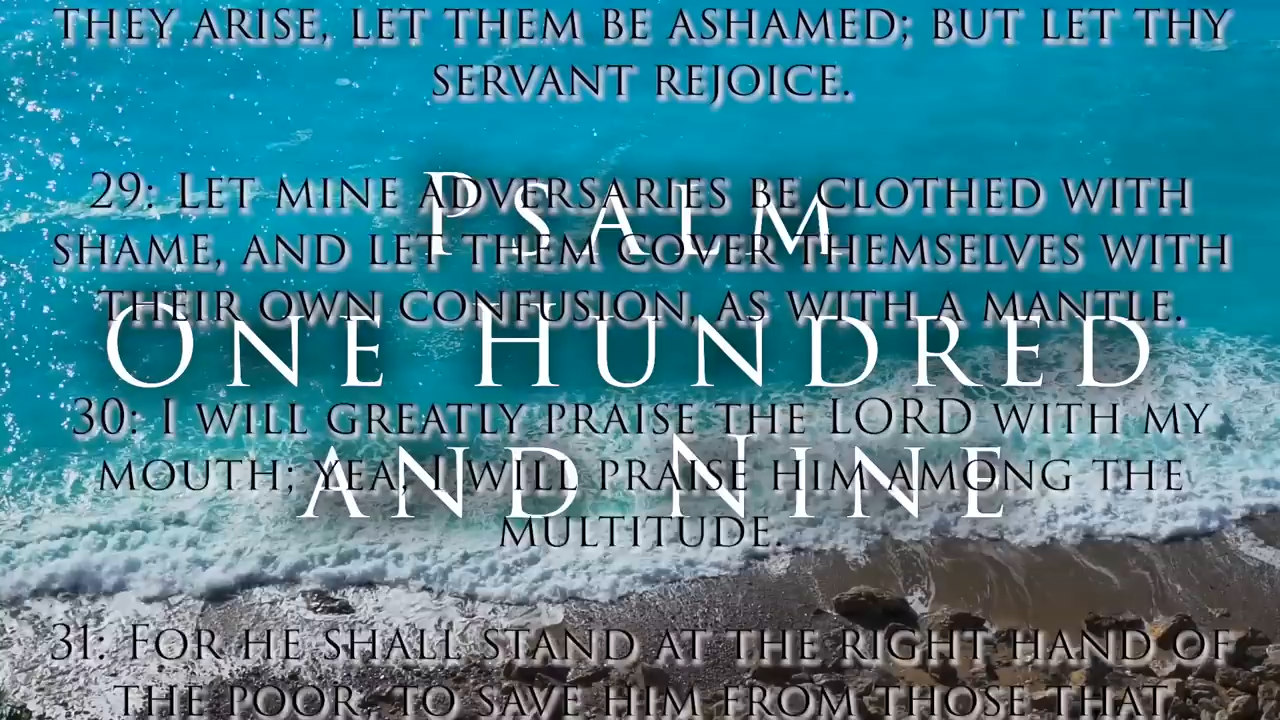 THEY ARISE, LET THEM BE ASHAMED; BUT LET THY
SERVANT REJOICE.
29: LET MINE ADVERSARIES BE CLOTHED WITH
SHAME, AND LET THEM COVER THEMSELVES WITH
THEIR OWN CONFUSION, AS WITH A MANTLE.
30: I WILL GREATLY PRAISE THE LORD WITH MY
MOUTH; YEA, I WILL PRAISE HIM AMONG THE
MULTITUDE.
31: FOR HE SHALL STAND AT THE RIGHT HAND OF
THE POOR, TO SAVE HIM FROM THOSE THAT
PSALM
ONE HUNDRED
AND NINE